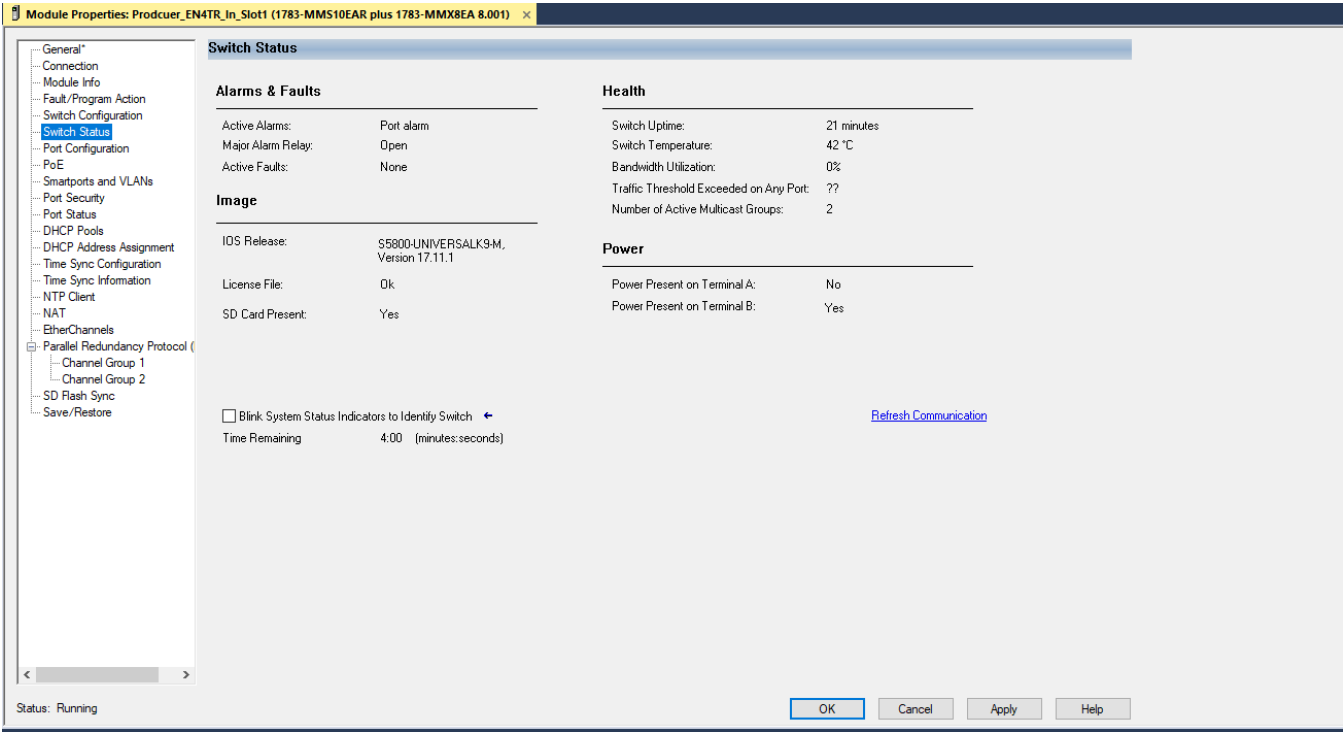 Module Properties: Prodcuer_EN4TR_In_Slot1 (1783-MMS10EAR plus 1783-MMX8EA 8.001) ×
General*
Connection
Module Info
Fault/Program Action
Switch Configuration
Switch Status
Port Configuration
PoE
Smartports and VLANs
Port Security
Port Status
DHCP Pools
DHCP Address Assignment
Time Sync Configuration
Time Sync Information
NTP Client
NAT
EtherChannels
Parallel Redundancy Protocol (
Channel Group 1
Channel Group 2
SD Flash Sync
Save/Restore
Switch Status
Alarms & Faults
Active Alarms: Port alarm
Major Alarm Relay: Open
Active Faults: None
Image
IOS Release: S5800-UNIVERSALK9-M,
Version 17.11.1
License File: Ok
SD Card Present: Yes
Health
Switch Uptime: 21 minutes
Switch Temperature: 42 °C
Bandwidth Utilization: 0%
Traffic Threshold Exceeded on Any Port: ??
Number of Active Multicast Groups: 2
Power
Power Present on Terminal A: No
Power Present on Terminal B: Yes
Blink System Status Indicators to Identify Switch ←
Time Remaining 4:00 (minutes:seconds)
Refresh Communication
Status: Running
OK Cancel Apply Help